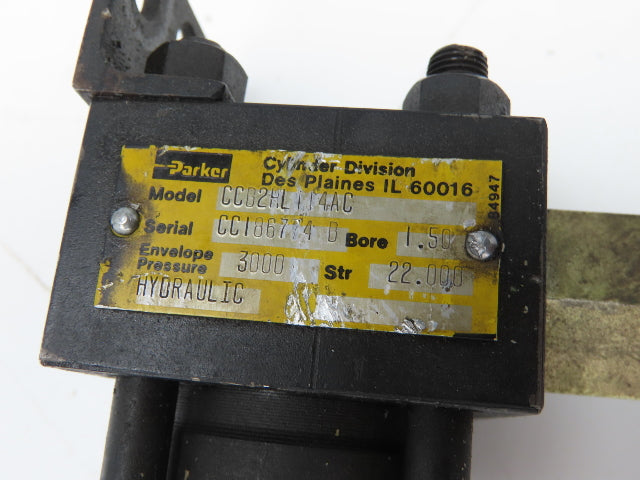 Parker
Cylinder Division
Des Plaines IL 60016
Model
Serial Bore 1.50
Envelope
Pressure 3000 Str 22.000
HYDRAULIC
84947